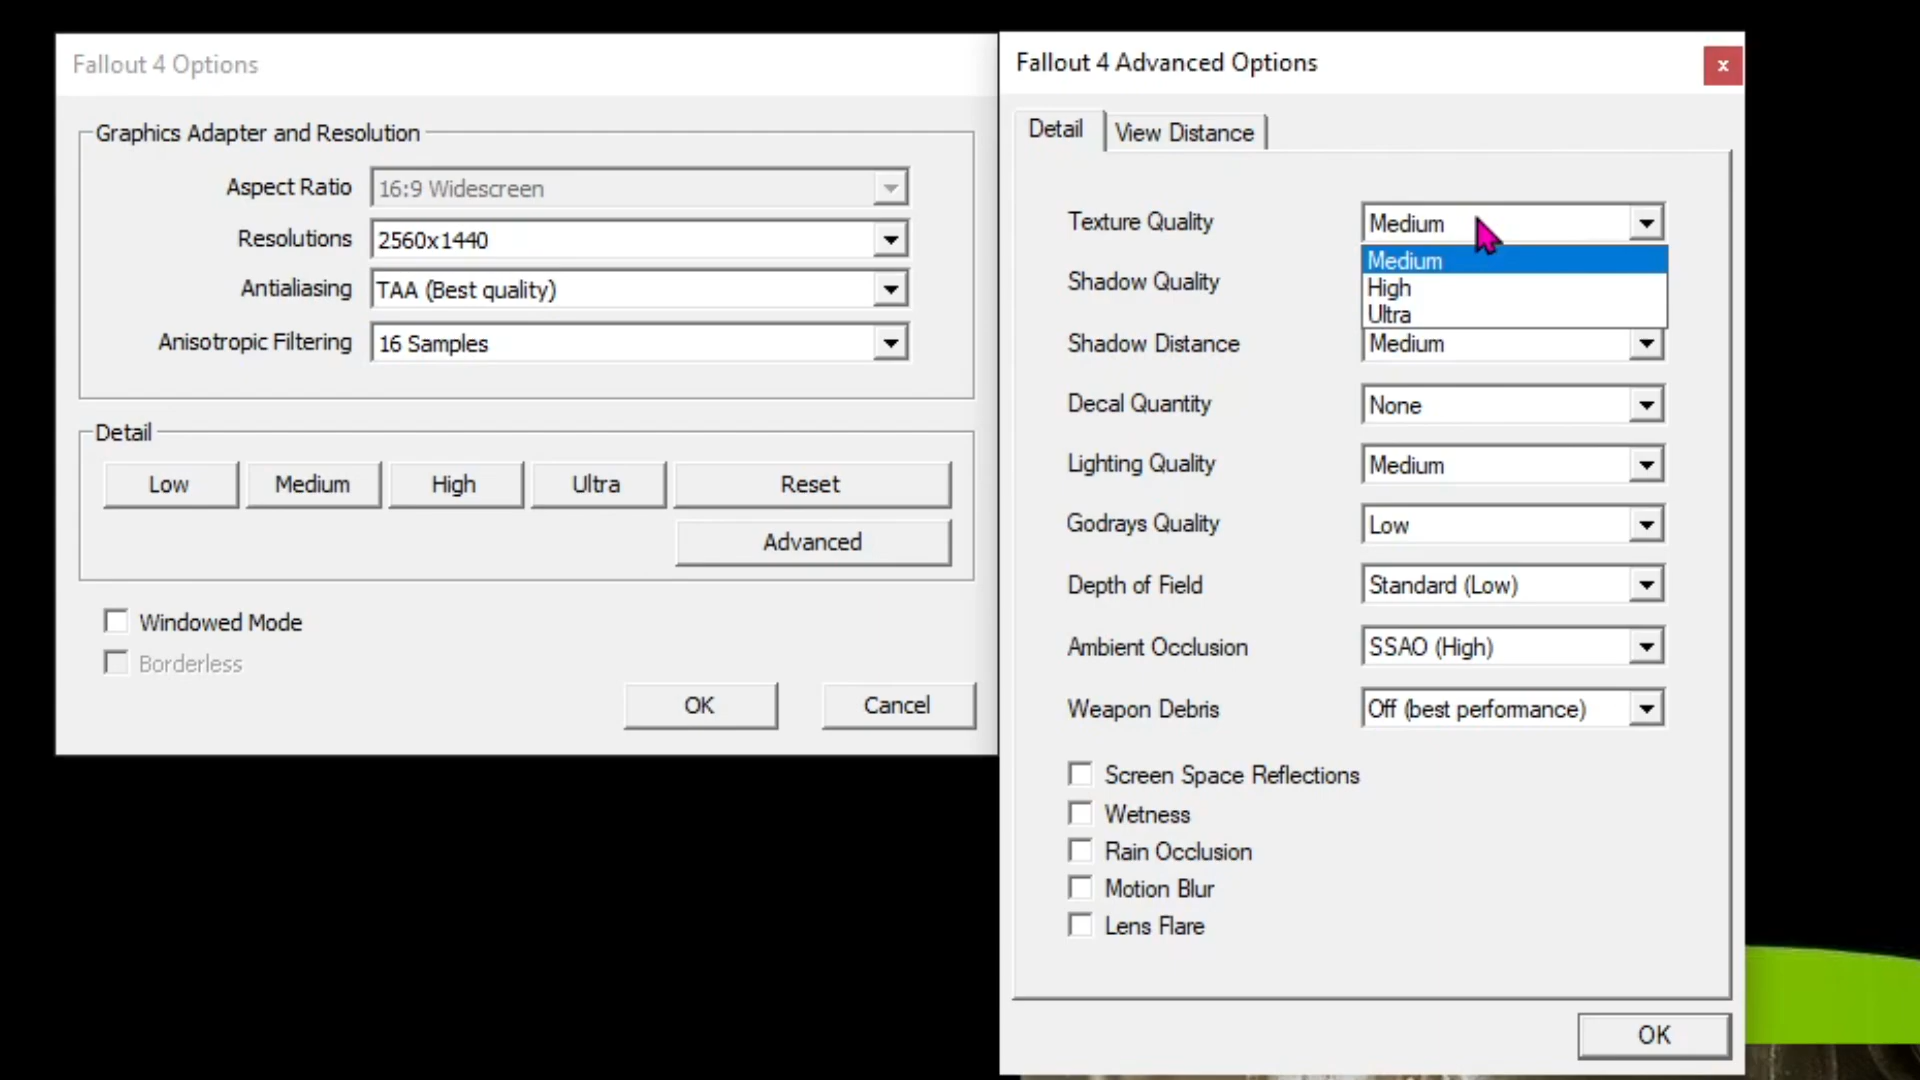 Fallout 4 Options
Graphics Adapter and Resolution
Aspect Ratio 16:9 Widescreen
Resolutions 2560x1440
Antialiasing TAA (Best quality)
Anisotropic Filtering 16 Samples
Detail
Low Medium High Ultra Reset
Advanced
Windowed Mode
Borderless
OK Cancel
Fallout 4 Advanced Options
x
Detail View Distance
Texture Quality Medium
Medium
High
Ultra
Shadow Quality
Shadow Distance Medium
Decal Quantity None
Lighting Quality Medium
Godrays Quality Low
Depth of Field Standard (Low)
Ambient Occlusion SSAO (High)
Weapon Debris Off (best performance)
Screen Space Reflections
Wetness
Rain Occlusion
Motion Blur
Lens Flare
OK